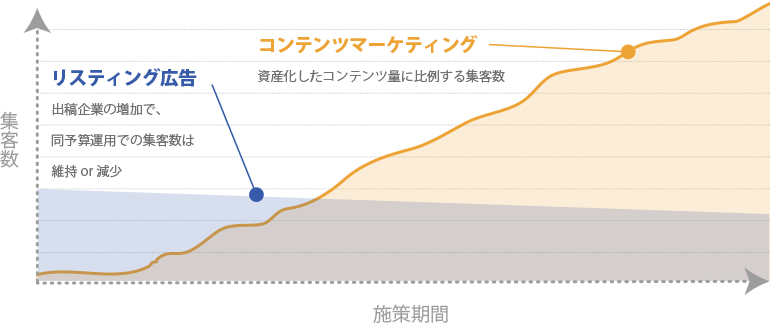 コンテンツマーケティング
資産化したコンテンツ量に比例する集客数
リスティング広告
出稿企業の増加で、
同予算運用での集客数は
維持 or 減少
集客数
施策期間